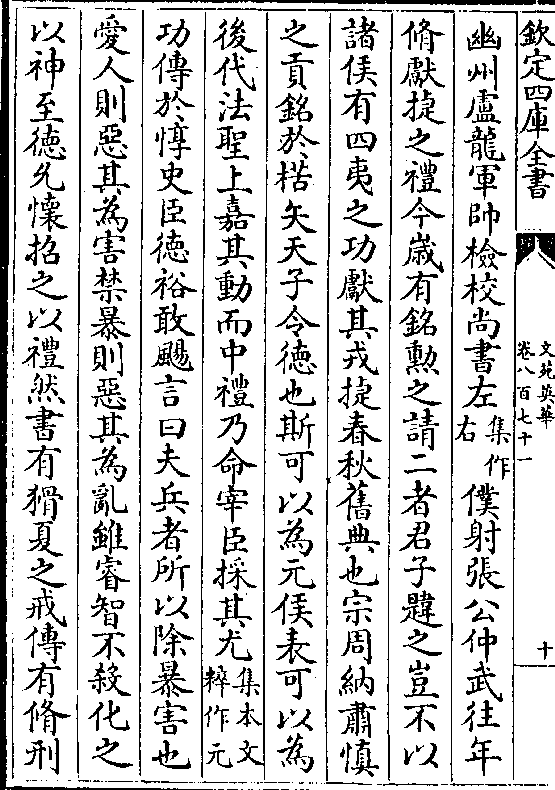 欽定四庫全書
文苑英華
卷八百七十一
十
幽州盧龍軍帥檢校尚書左集作右僕射張公仲武往年
脩獻捷之禮今歲有銘勲之請二者君子韙之豈不以
諸侯有四夷之功獻其戎捷春秋舊典也宗周納肅慎
之貢銘於楛矢天子令徳也斯可以為元侯表可以為
後代法聖上嘉其動而中禮乃命宰臣採其尤集本文粹作元
功傳於惇史臣徳裕敢颺言曰夫兵者所以除暴害也
愛人則惡其為害禁暴則惡其為亂雖睿智不殺化之
以神至徳允懷招之以禮然書有猾夏之戒傳有脩刑